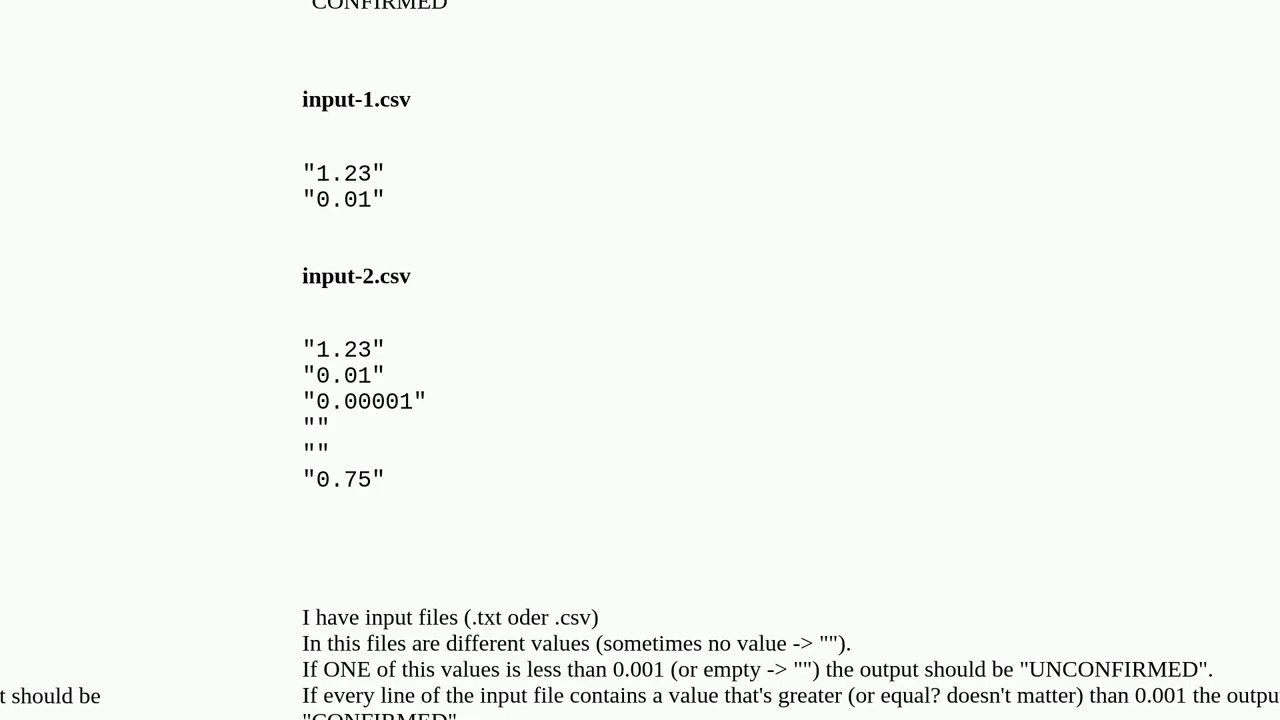 "CONFIRMED"
input-1.csv
"1.23"
"0.01"
input-2.csv
"1.23"
"0.01"
"0.00001"
""
""
"0.75"
I have input files (.txt oder .csv)
In this files are different values (sometimes no value -> "").
If ONE of this values is less than 0.001 (or empty -> "") the output should be "UNCONFIRMED".
t should be
If every line of the input file contains a value that's greater (or equal? doesn't matter) than 0.001 the outpu
"CONFIRMED"